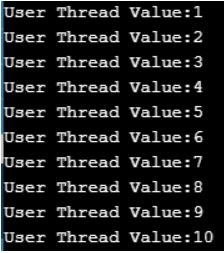 User Thread Value:1
User Thread Value:2
User Thread Value:3
User Thread Value:4
User Thread Value:5
User Thread Value:6
User Thread Value:7
User Thread Value:8
User Thread Value:9
User Thread Value:10